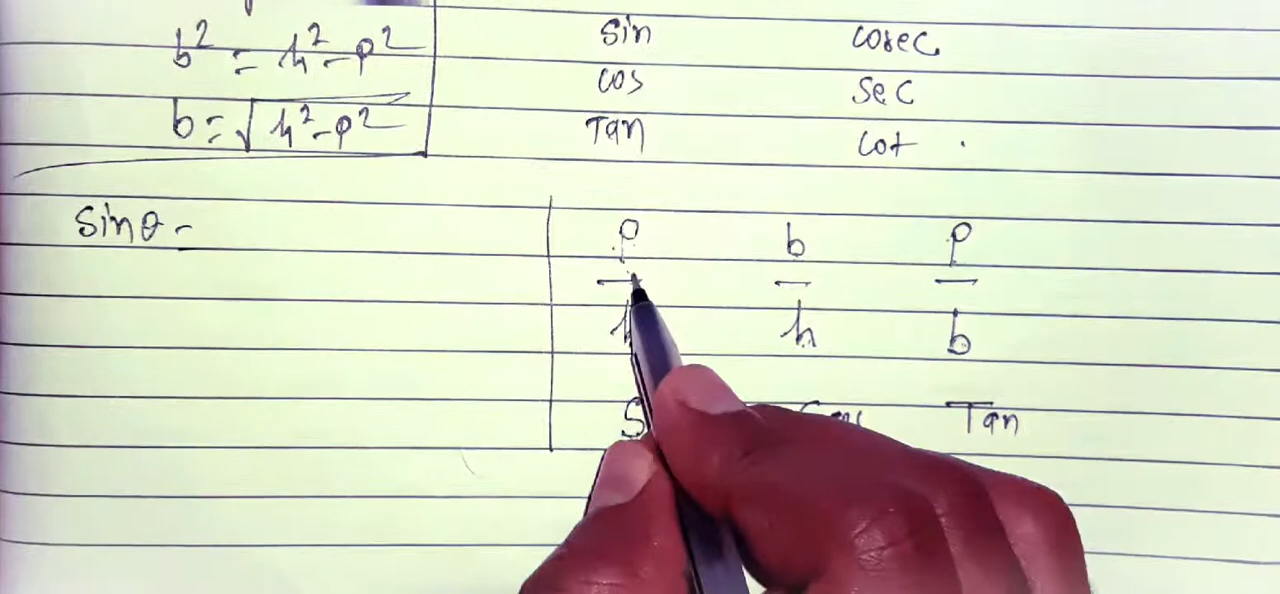 b² = h² - p²
b = √h² - p²
sin cosec
cos sec
Tan cot .
sinθ -
p b p
— — —
h h b
Tan